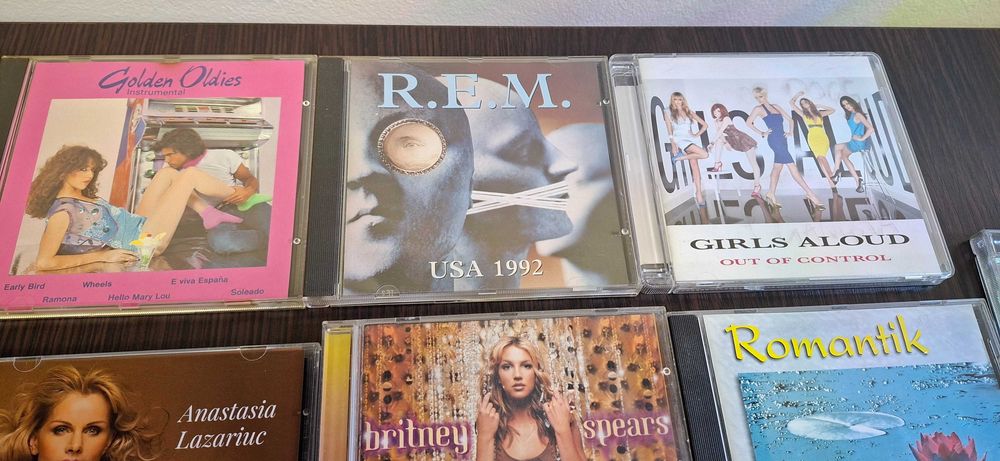 Golden Oldies
Instrumental
Early Bird
Wheels
E viva España
Ramona
Hello Mary Lou
Soleado
R.E.M.
USA 1992
GIRLS ALOUD
OUT OF CONTROL
Anastasia
Lazariuc
britney spears
Romantik